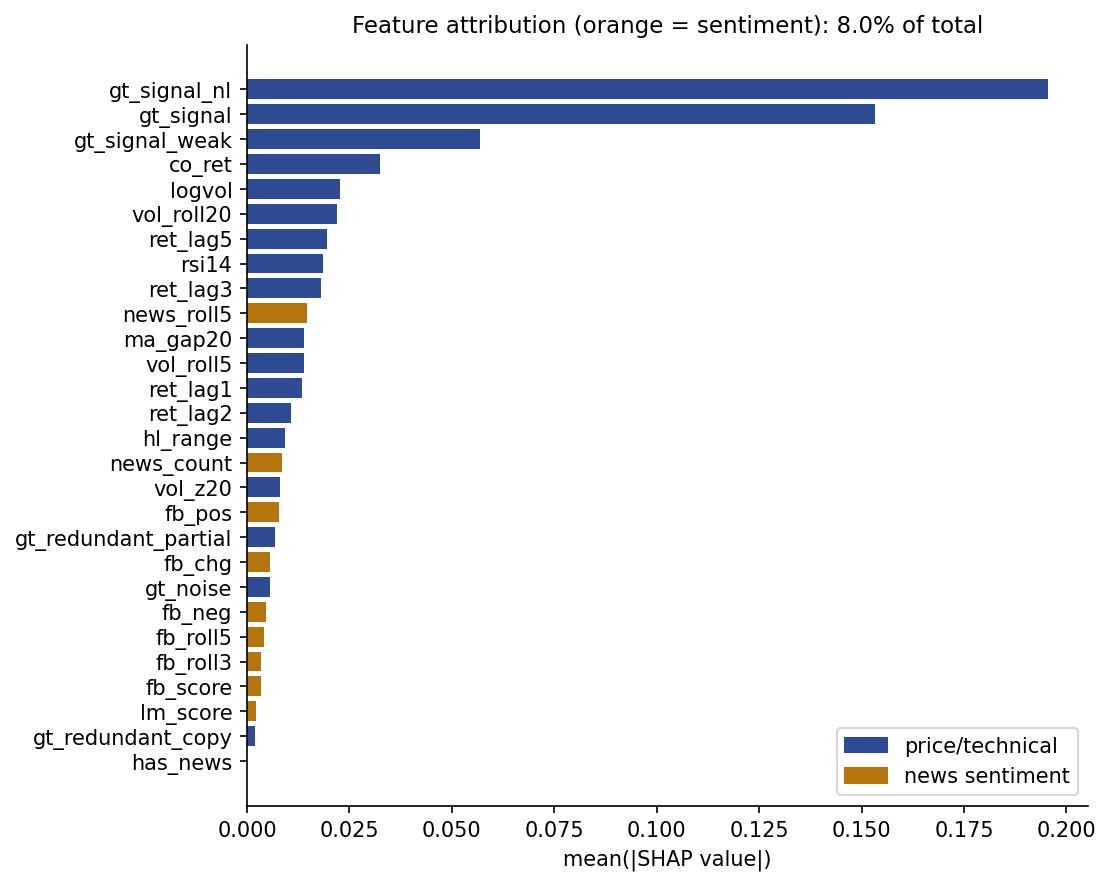 Feature attribution (orange = sentiment): 8.0% of total
gt_signal_nl
gt_signal
gt_signal_weak
co_ret
logvol
vol_roll20
ret_lag5
rsi14
ret_lag3
news_roll5
ma_gap20
vol_roll5
ret_lag1
ret_lag2
hl_range
news_count
vol_z20
fb_pos
gt_redundant_partial
fb_chg
gt_noise
fb_neg
fb_roll5
fb_roll3
fb_score
lm_score
gt_redundant_copy
has_news
price/technical
news sentiment
0.000 0.025 0.050 0.075 0.100 0.125 0.150 0.175 0.200
mean(|SHAP value|)